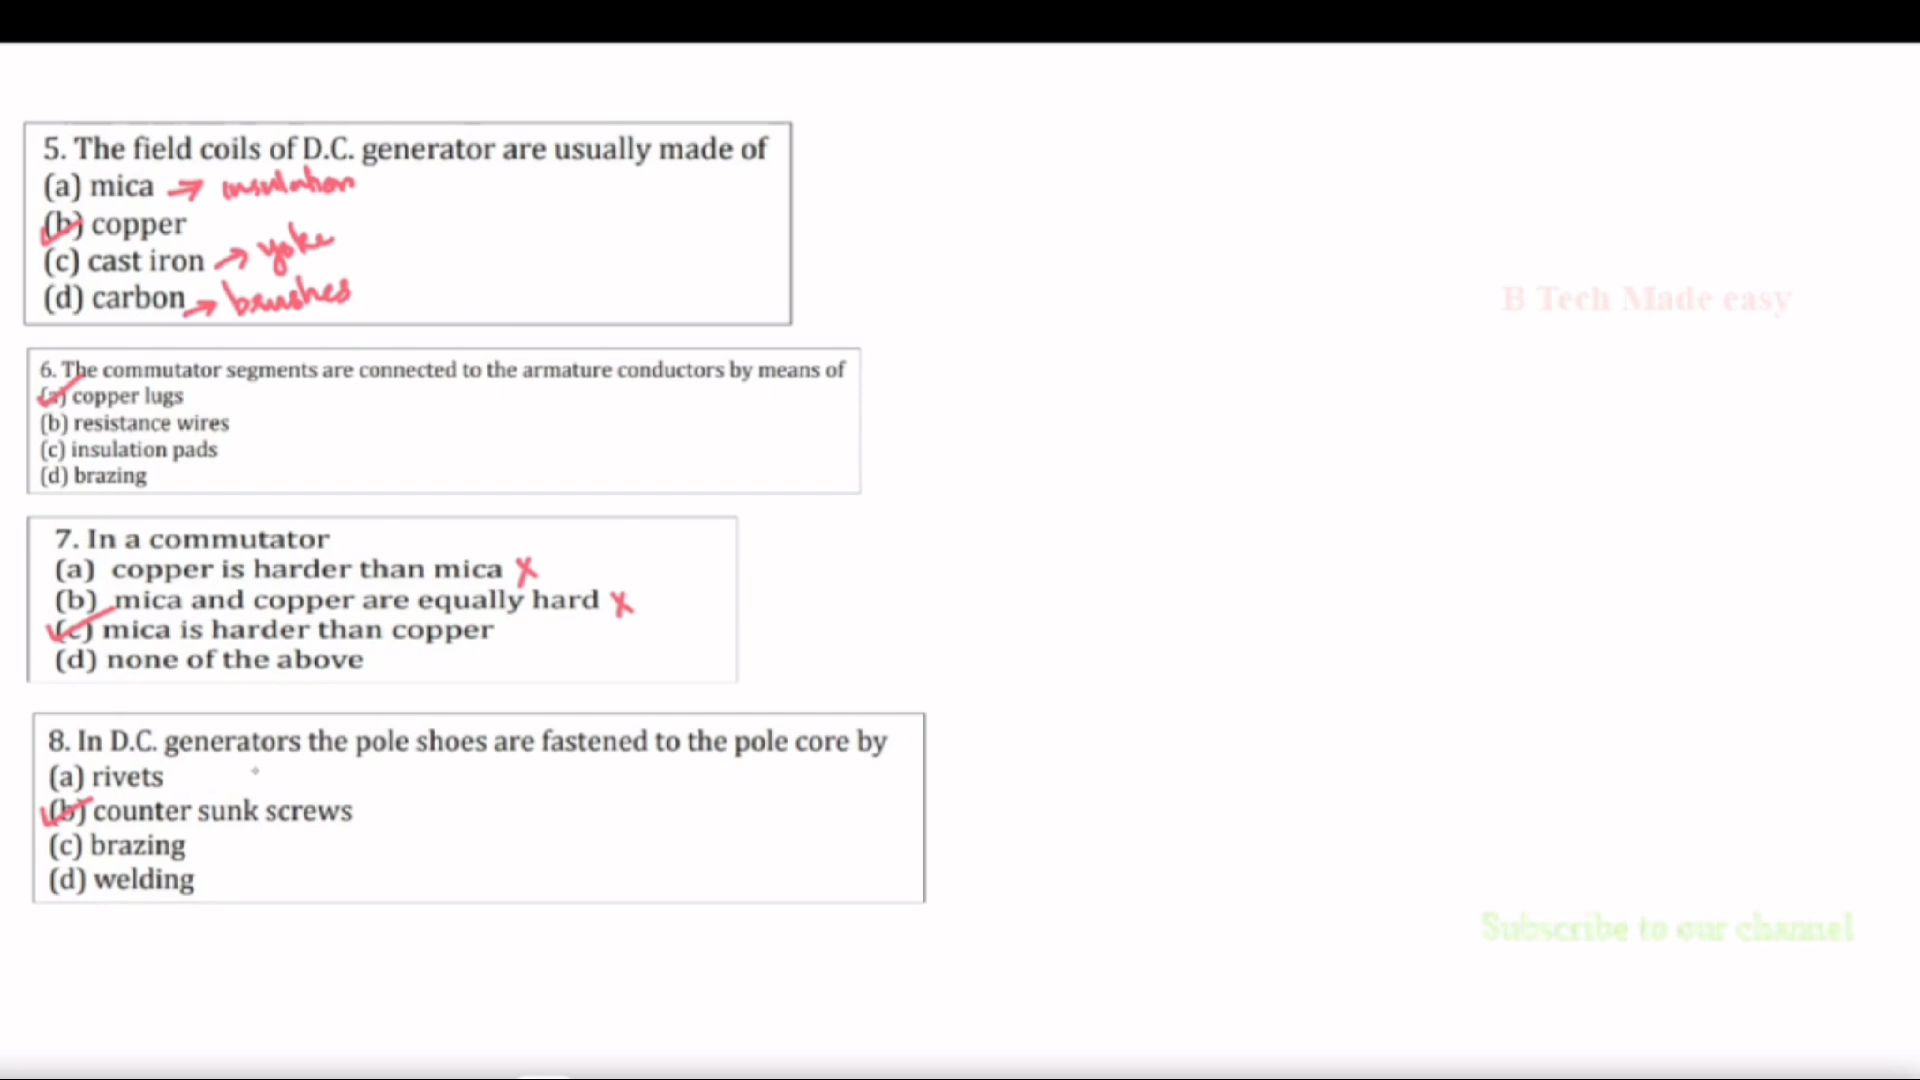 5. The field coils of D.C. generator are usually made of
(a) mica → insulation
(b) copper
(c) cast iron → yoke
(d) carbon → brushes
B Tech Made easy
6. The commutator segments are connected to the armature conductors by means of
(a) copper lugs
(b) resistance wires
(c) insulation pads
(d) brazing
7. In a commutator
(a) copper is harder than mica X
(b) mica and copper are equally hard X
(c) mica is harder than copper
(d) none of the above
8. In D.C. generators the pole shoes are fastened to the pole core by
(a) rivets
(b) counter sunk screws
(c) brazing
(d) welding
Subscribe to our channel